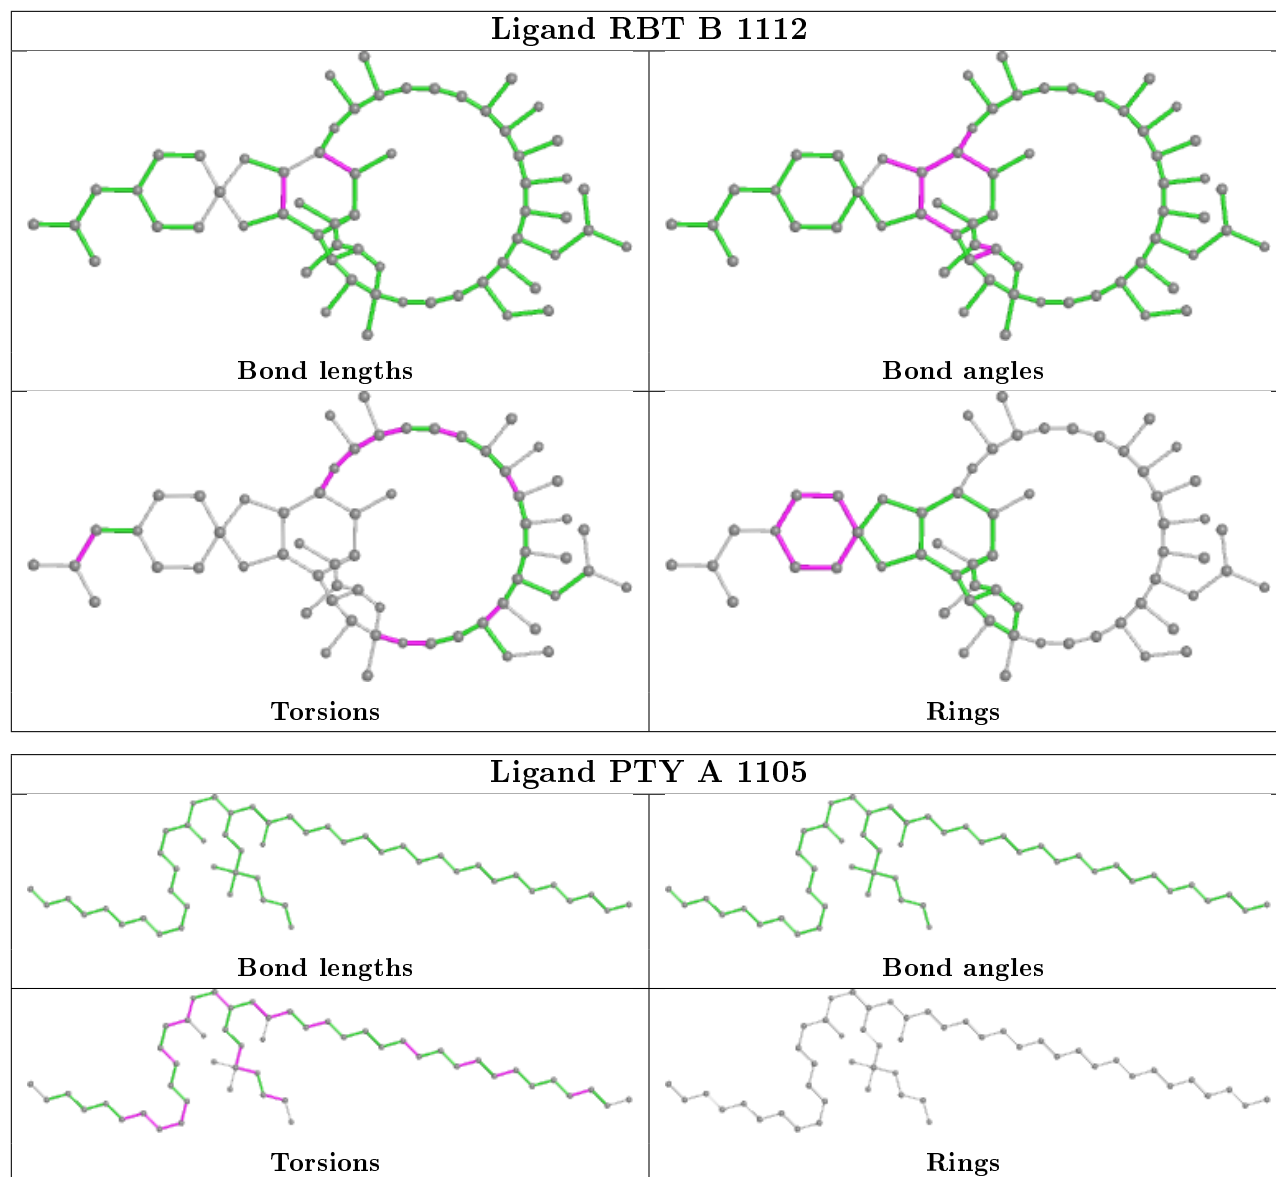 Ligand RBT B 1112
Bond lengths
Bond angles
Torsions
Rings
Ligand PTY A 1105
Bond lengths
Bond angles
Torsions
Rings